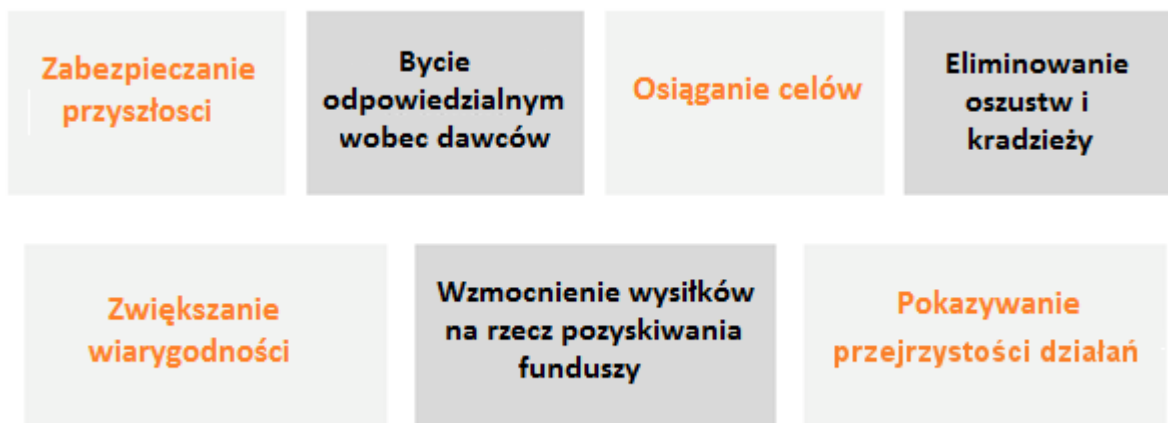 Zabezpieczanie
przyszłosci
Bycie
odpowiedzialnym
wobec dawców
Osiąganie celów
Eliminowanie
oszustw i
kradzieży
Zwiększanie
wiarygodności
Wzmocnienie wysiłków
na rzecz pozyskiwania
funduszy
Pokazywanie
przejrzystości działań